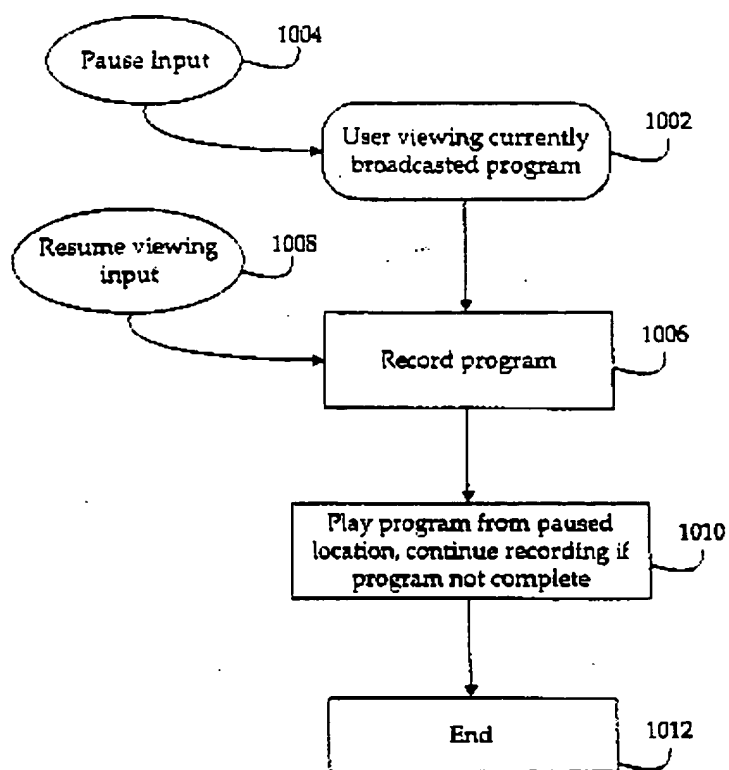 1004
Pause Input
1002
User viewing currently
broadcasted program
Resume viewing
input
1008
Record program
1006
Play program from paused
location, continue recording if
program not complete
1010
End
1012